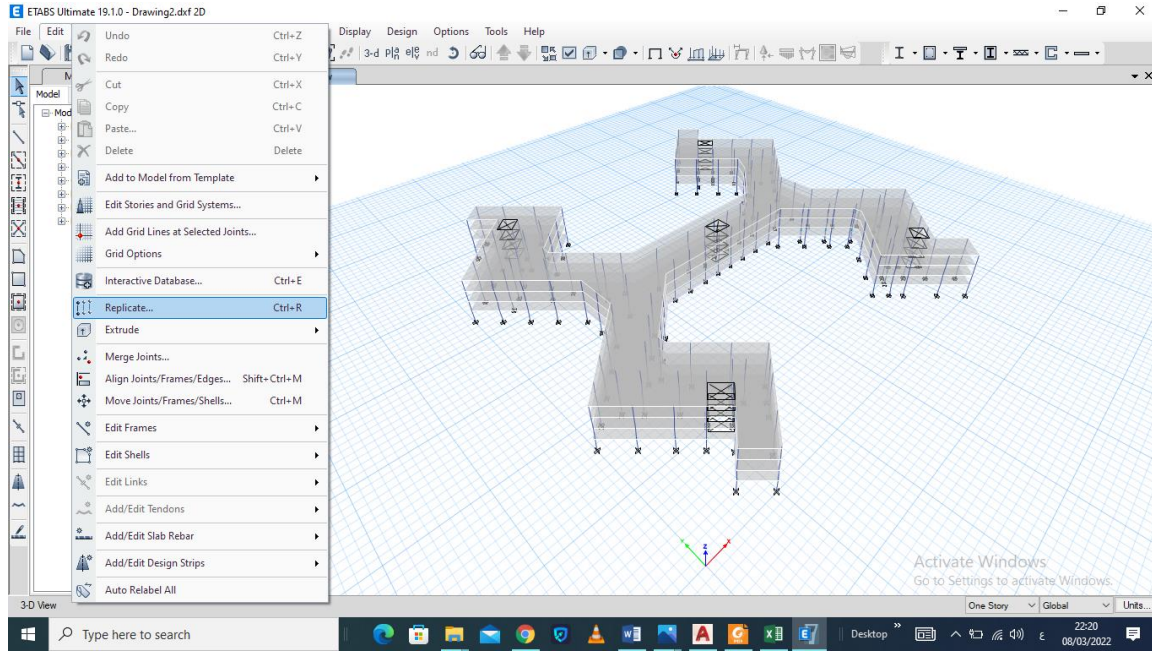 ETABS Ultimate 19.1.0 - Drawing2.dxf 2D
File Edit Display Design Options Tools Help
3-d nd
Model
Undo Ctrl+Z
Redo Ctrl+Y
Cut Ctrl+X
Copy Ctrl+C
Paste... Ctrl+V
Delete Delete
Add to Model from Template
Edit Stories and Grid Systems...
Add Grid Lines at Selected Joints...
Grid Options
Interactive Database... Ctrl+E
Replicate... Ctrl+R
Extrude
Merge Joints...
Align Joints/Frames/Edges... Shift+Ctrl+M
Move Joints/Frames/Shells... Ctrl+M
Edit Frames
Edit Shells
Edit Links
Add/Edit Tendons
Add/Edit Slab Rebar
Add/Edit Design Strips
Auto Relabel All
Y Z X
Activate Windows
Go to Settings to activate Windows.
3-D View One Story Global Units...
Type here to search Desktop ع 22:20
08/03/2022